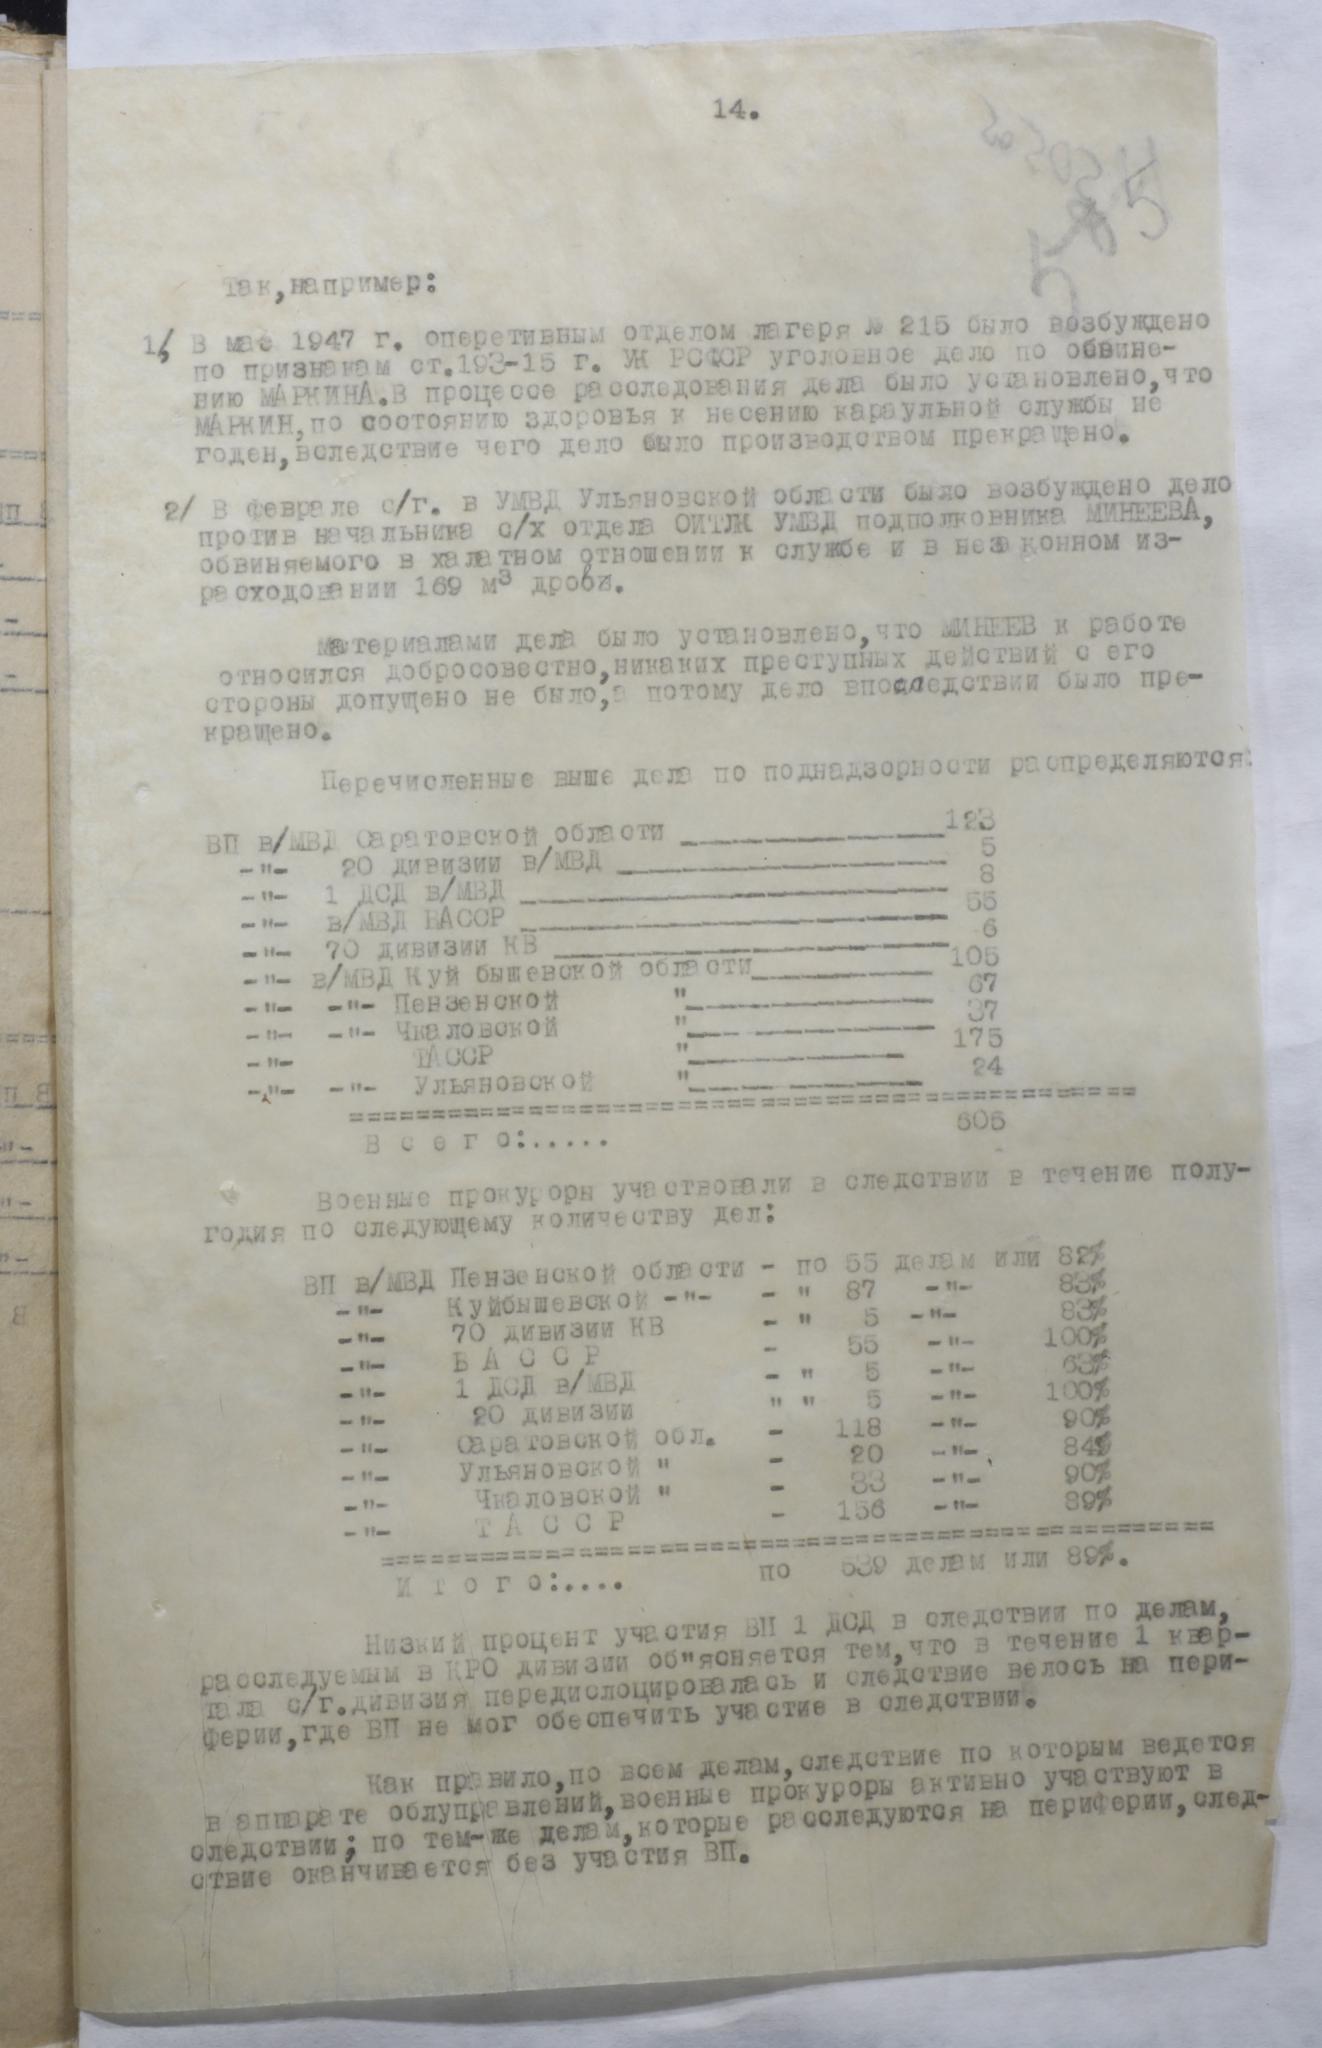 14.
Так,например:
1/ В мае 1947 г. оперетивным отделом лагеря № 215 было возбуждено
по признакам ст.193-15 г. УК РСФСР уголовное дело по обвине-
нию МАРКИНА.В процессе расследования дела было установлено,что
МАРКИН,по состоянию здоровья к несению караульной службы не
годен,вследствие чего дело было производством прекращено.
2/ В феврале с/г. в УМВД Ульяновской области было возбуждено дело
против начальника с/х отдела ОИТЛК УМВД подполковника МИНЕЕВА,
обвиняемого в халатном отношении к службе и в незаконном из-
расходовании 169 м3 дрови.
Материалами дела было установлено,что МИНЕЕВ к работе
относился добросовестно,никаких преступных действий с его
стороны допущено не было,а потому дело впоследствии было пре-
кращено.
Перечисленные выше дела по поднадзорности распределяются:
ВП в/МВД Саратовской области ——— 123
-"- 20 дивизии в/МВД ——— 5
-"- 1 ДСД в/МВД ——— 8
-"- в/МВД БАССР ——— 55
-"- 70 дивизии КВ ——— 6
-"- в/МВД Куйбышевской области ——— 105
-"- -"- Пензенской " ——— 67
-"- -"- Чкаловской " ——— 37
-"- ТАССР " ——— 175
-"- -"- Ульяновской " ——— 24
==========================================
В с е г о:..... 605
Военные прокуроры участвовали в следствии в течение полу-
годия по следующему количеству дел:
ВП в/МВД Пензенской области - по 55 делам или 82%
-"- Куйбышевской -"- - " 87 -"- 83%
-"- 70 дивизии КВ - " 5 -"- 83%
-"- Б А С С Р - 55 -"- 100%
-"- 1 ДСД в/МВД - " 5 -"- 63%
-"- 20 дивизии " " 5 -"- 100%
-"- Саратовской обл. - 118 -"- 90%
-"- Ульяновской " - 20 -"- 84%
-"- Чкаловской " - 33 -"- 90%
-"- Т А С С Р - 156 -"- 89%
=============================================
И т о г о:.... по 539 делам или 89%.
Низкий процент участия ВП 1 ДСД в следствии по делам,
расследуемым в КРО дивизии об"ясняется тем,что в течение 1 квар-
тала с/г.дивизия передислоцировалась и следствие велось на пери-
ферии,где ВП не мог обеспечить участие в следствии.
Как правило,по всем делам,следствие по которым ведется
в аппарате облуправлений,военные прокуроры активно участвуют в
следствии; по тем-же делам,которые расследуются на периферии,след-
ствие оканчивается без участия ВП.